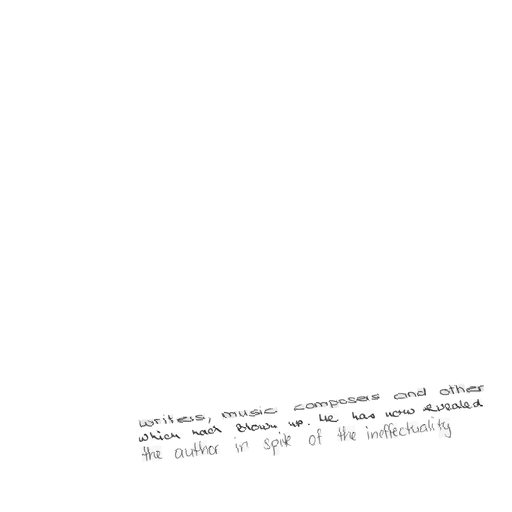 writers, music composers and other
which had blown up. He has now revealed
the author in spite of the ineffectuality